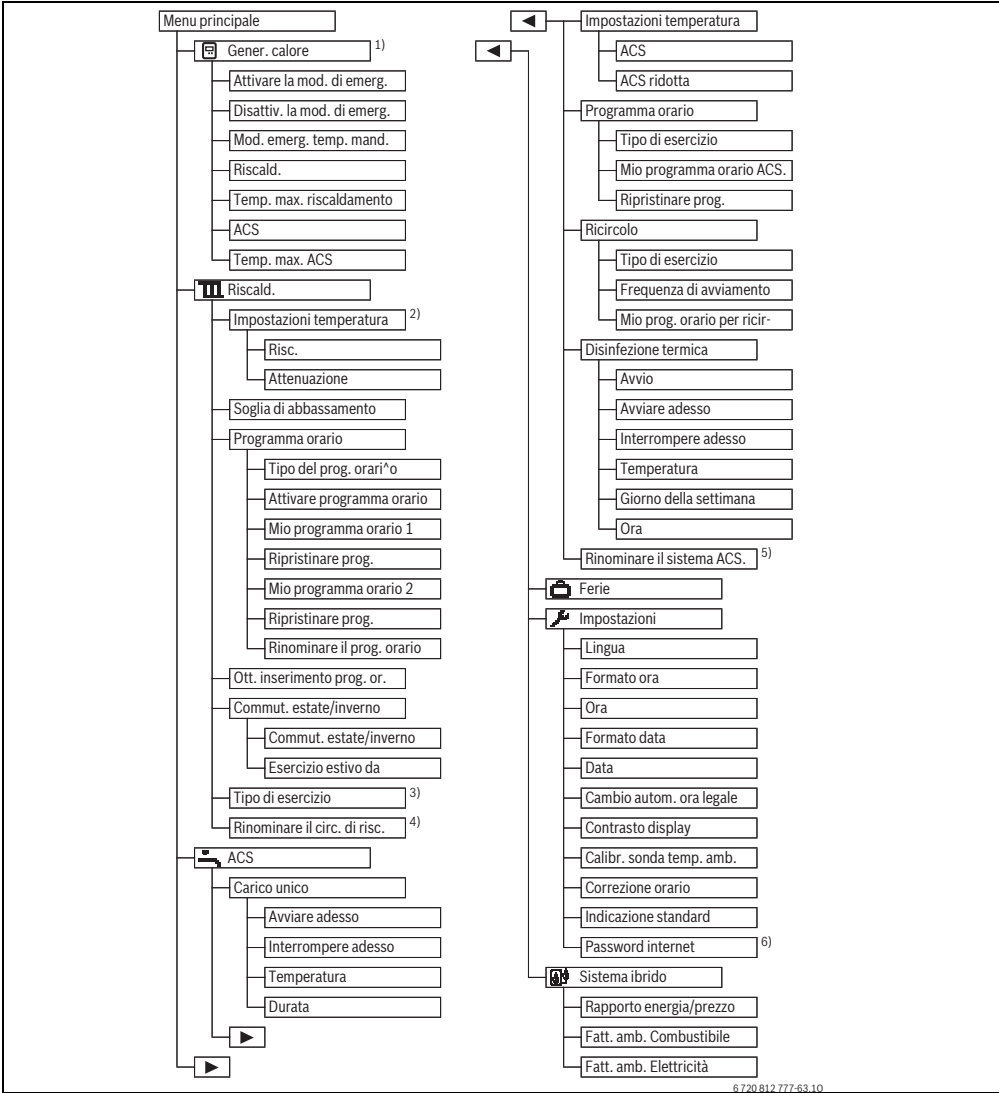 Menu principale
Gener. calore 1)
Attivare la mod. di emerg.
Disattiv. la mod. di emerg.
Mod. emerg. temp. mand.
Riscald.
Temp. max. riscaldamento
ACS
Temp. max. ACS
Riscald.
Impostazioni temperatura 2)
Risc.
Attenuazione
Soglia di abbassamento
Programma orario
Tipo del prog. orari^o
Attivare programma orario
Mio programma orario 1
Ripristinare prog.
Mio programma orario 2
Ripristinare prog.
Rinominare il prog. orario
Ott. inserimento prog. or.
Commut. estate/inverno
Commut. estate/inverno
Esercizio estivo da
Tipo di esercizio 3)
Rinominare il circ. di risc. 4)
ACS
Carico unico
Avviare adesso
Interrompere adesso
Temperatura
Durata
Impostazioni temperatura
ACS
ACS ridotta
Programma orario
Tipo di esercizio
Mio programma orario ACS.
Ripristinare prog.
Ricircolo
Tipo di esercizio
Frequenza di avviamento
Mio prog. orario per ricir-
Disinfezione termica
Avvio
Avviare adesso
Interrompere adesso
Temperatura
Giorno della settimana
Ora
Rinominare il sistema ACS. 5)
Ferie
Impostazioni
Lingua
Formato ora
Ora
Formato data
Data
Cambio autom. ora legale
Contrasto display
Calibr. sonda temp. amb.
Correzione orario
Indicazione standard
Password internet 6)
Sistema ibrido
Rapporto energia/prezzo
Fatt. amb. Combustibile
Fatt. amb. Elettricità
6 720 812 777-63.1O